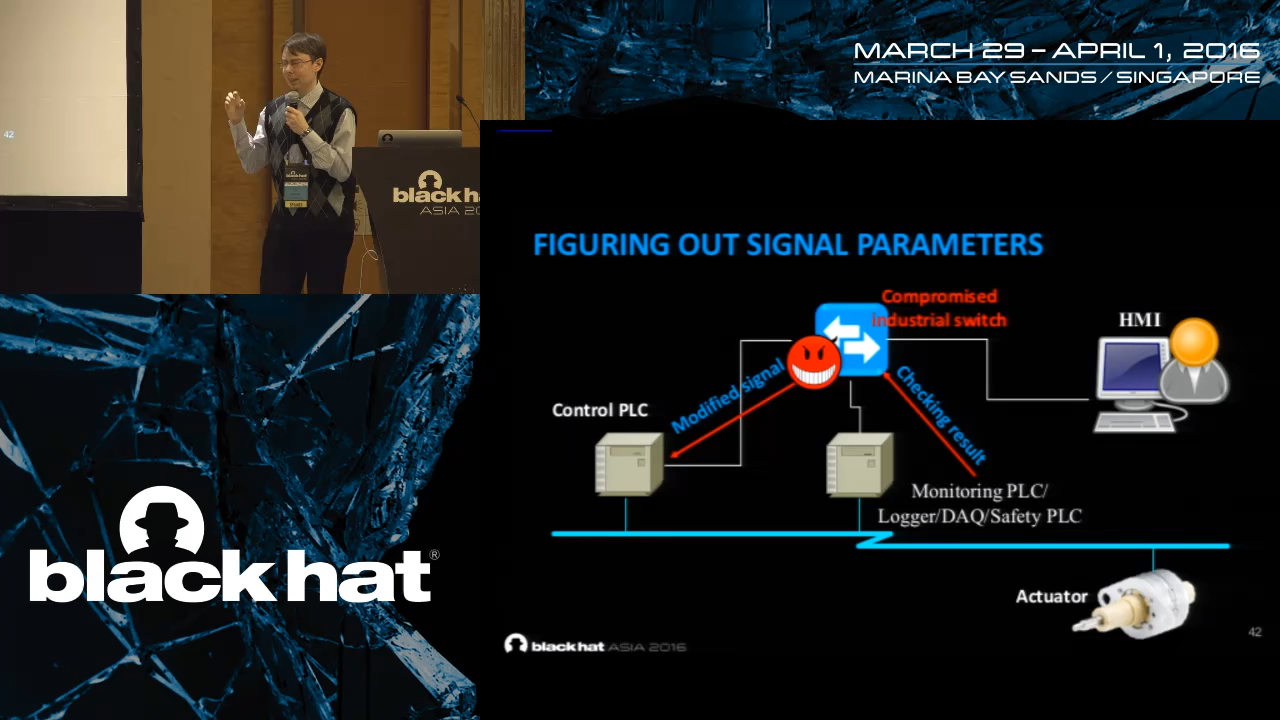 MARCH 29 – APRIL 1, 2016
MARINA BAY SANDS / SINGAPORE
42
black hat
ASIA 20
FIGURING OUT SIGNAL PARAMETERS
Compromised
industrial switch
HMI
Modified signal
Checking result
Control PLC
Monitoring PLC/
Logger/DAQ/Safety PLC
Actuator
black hat ASIA 2016
42
black hat®